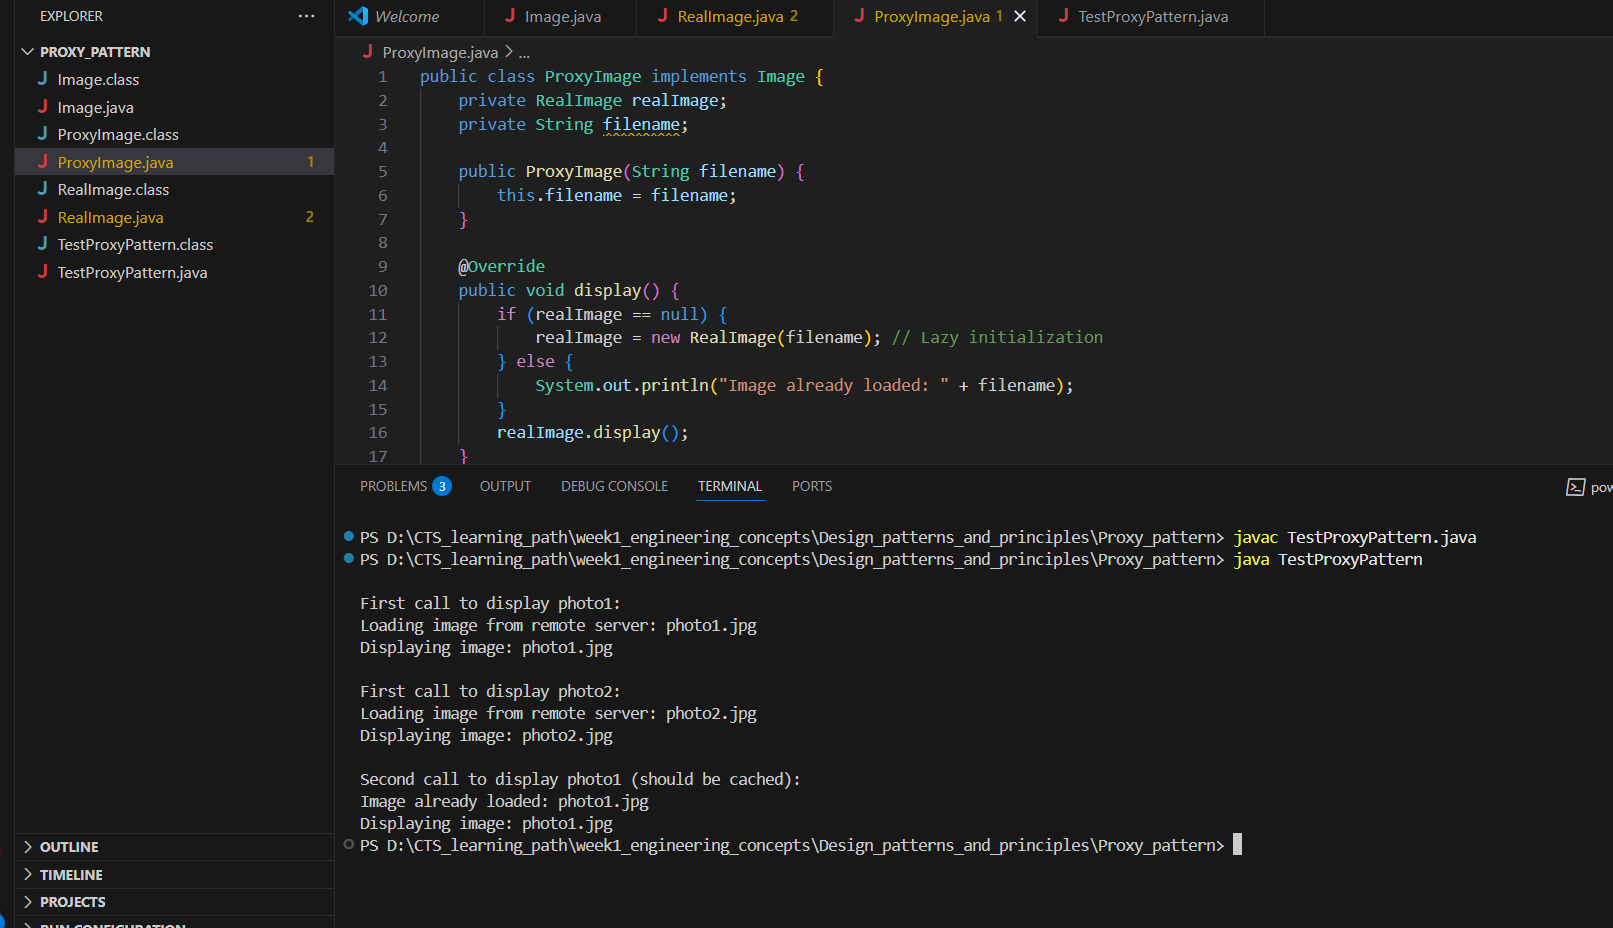 EXPLORER ...
PROXY_PATTERN
Image.class
Image.java
ProxyImage.class
ProxyImage.java 1
RealImage.class
RealImage.java 2
TestProxyPattern.class
TestProxyPattern.java
OUTLINE
TIMELINE
PROJECTS
RUN CONFIGURATION
Welcome
J Image.java
J RealImage.java 2
J ProxyImage.java 1
J TestProxyPattern.java
J ProxyImage.java > ...
1 public class ProxyImage implements Image {
2 private RealImage realImage;
3 private String filename;
4
5 public ProxyImage(String filename) {
6 this.filename = filename;
7 }
8
9 @Override
10 public void display() {
11 if (realImage == null) {
12 realImage = new RealImage(filename); // Lazy initialization
13 } else {
14 System.out.println("Image already loaded: " + filename);
15 }
16 realImage.display();
17 }
PROBLEMS 3 OUTPUT DEBUG CONSOLE TERMINAL PORTS pow
PS D:\CTS_learning_path\week1_engineering_concepts\Design_patterns_and_principles\Proxy_pattern> javac TestProxyPattern.java
PS D:\CTS_learning_path\week1_engineering_concepts\Design_patterns_and_principles\Proxy_pattern> java TestProxyPattern
First call to display photo1:
Loading image from remote server: photo1.jpg
Displaying image: photo1.jpg
First call to display photo2:
Loading image from remote server: photo2.jpg
Displaying image: photo2.jpg
Second call to display photo1 (should be cached):
Image already loaded: photo1.jpg
Displaying image: photo1.jpg
PS D:\CTS_learning_path\week1_engineering_concepts\Design_patterns_and_principles\Proxy_pattern>